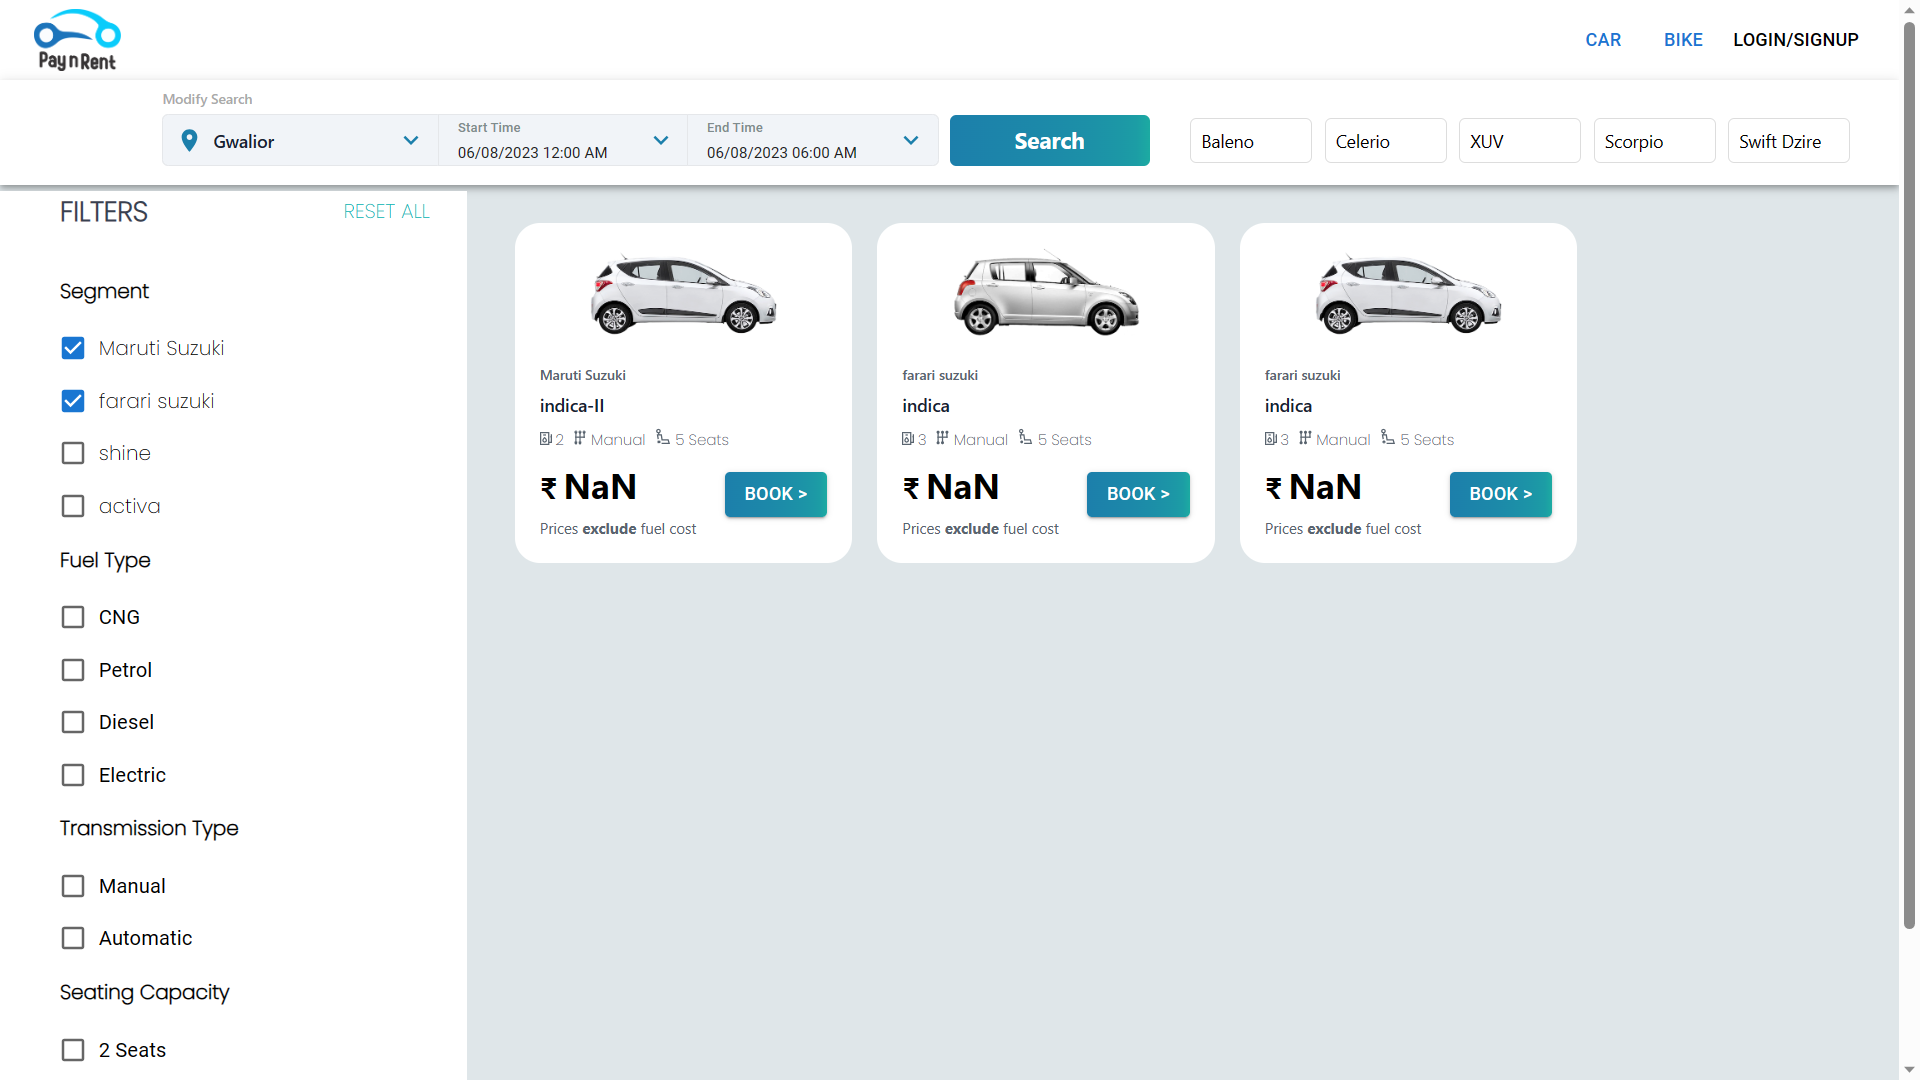 Pay n Rent
CAR
BIKE
LOGIN/SIGNUP
Modify Search
Gwalior
Start Time
06/08/2023 12:00 AM
End Time
06/08/2023 06:00 AM
Search
Baleno
Celerio
XUV
Scorpio
Swift Dzire
FILTERS
RESET ALL
Segment
Maruti Suzuki
farari suzuki
shine
activa
Fuel Type
CNG
Petrol
Diesel
Electric
Transmission Type
Manual
Automatic
Seating Capacity
2 Seats
Maruti Suzuki
indica-II
2 Manual 5 Seats
₹ NaN
BOOK >
Prices exclude fuel cost
farari suzuki
indica
3 Manual 5 Seats
₹ NaN
BOOK >
Prices exclude fuel cost
farari suzuki
indica
3 Manual 5 Seats
₹ NaN
BOOK >
Prices exclude fuel cost